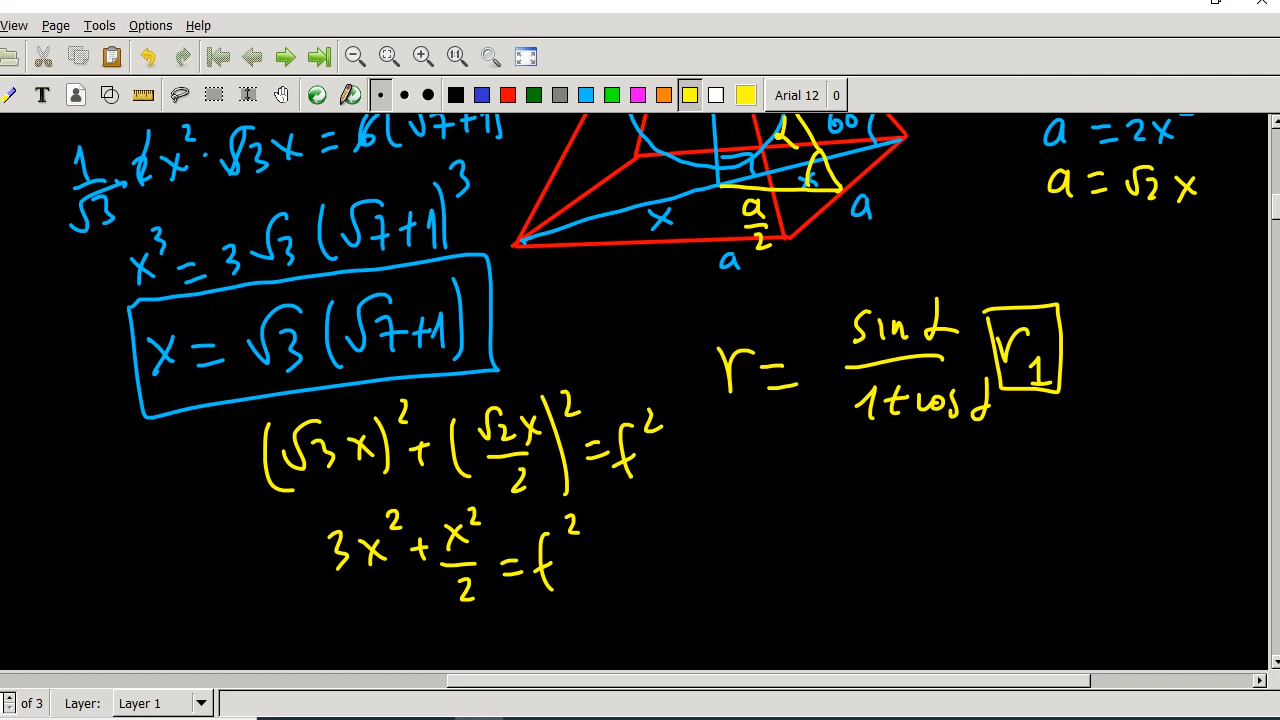 View Page Tools Options Help
Arial 12 0
1/√3 · 2x² · √3x = 6(√7+1)
x³ = 3√3 (√7+1)³
x = √3 (√7+1)
(√3 x)² + (√2x/2)² = f²
3x² + x²/2 = f²
60
x
x
a/2
a
a
a = 2x
a = √2 x
r = sin α / 1+cos α r₁
of 3 Layer: Layer 1